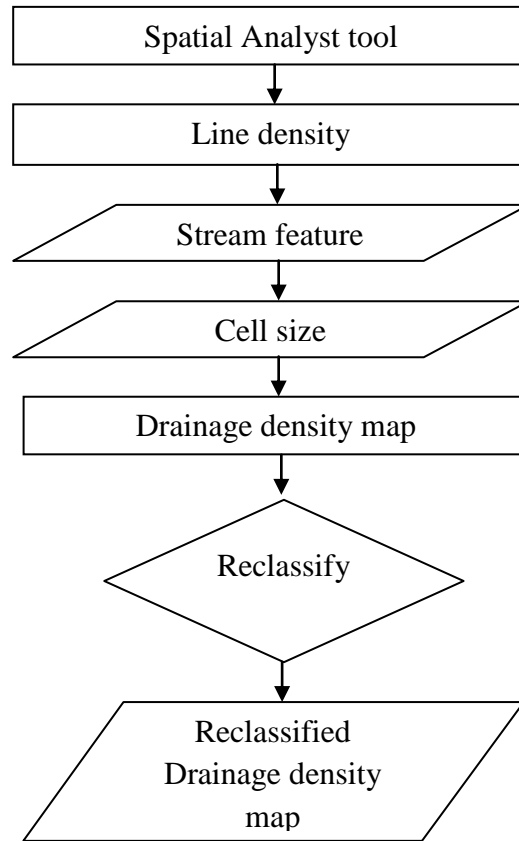 Spatial Analyst tool
Line density
Stream feature
Cell size
Drainage density map
Reclassify
Reclassified
Drainage density
map